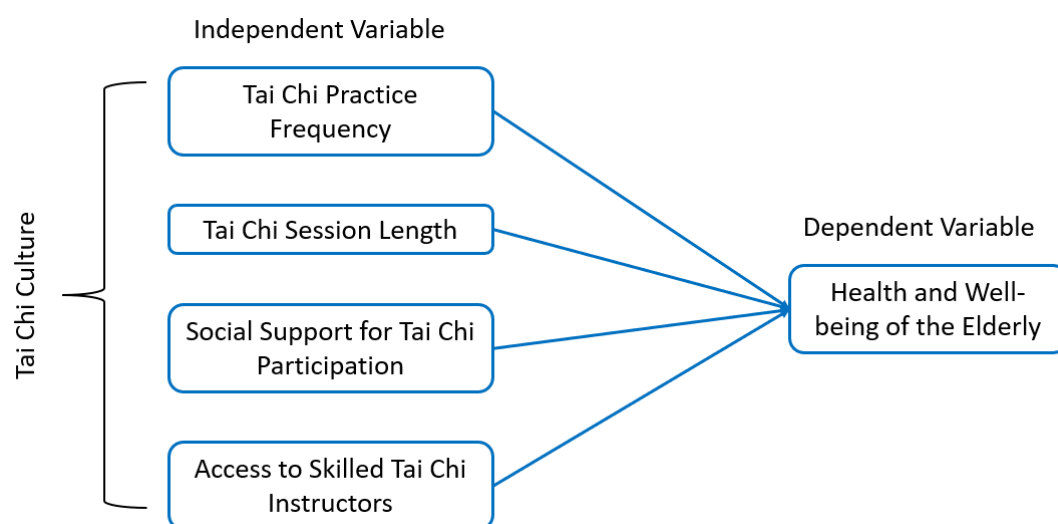 Independent Variable
Tai Chi Culture
Tai Chi Practice
Frequency
Tai Chi Session Length
Social Support for Tai Chi
Participation
Access to Skilled Tai Chi
Instructors
Dependent Variable
Health and Well-
being of the Elderly